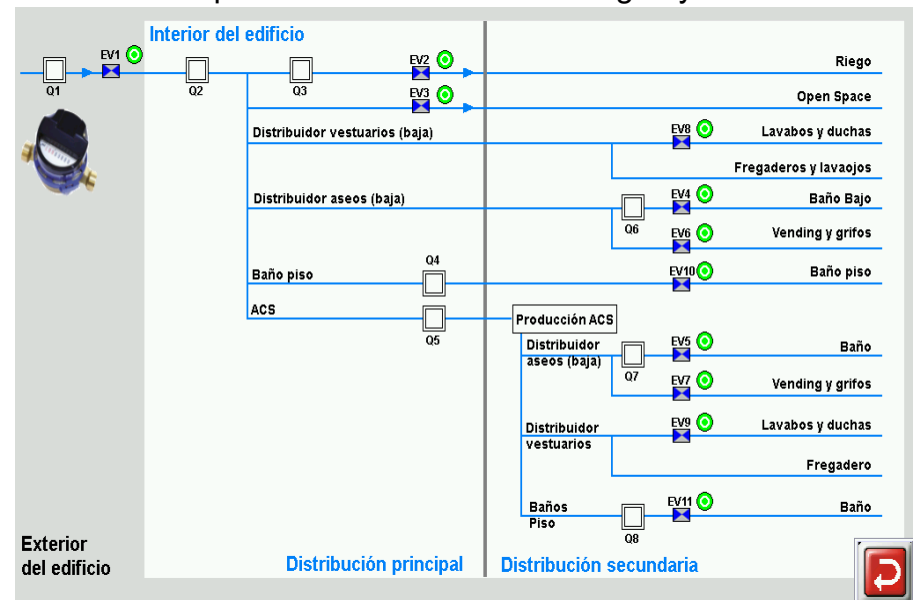 Interior del edificio
EV1
Q1
Q2
Q3
EV2
Riego
EV3
Open Space
Distribuidor vestuarios (baja)
EV8
Lavabos y duchas
Fregaderos y lavaojos
Distribuidor aseos (baja)
Q6
EV4
Baño Bajo
EV6
Vending y grifos
Baño piso
Q4
EV10
Baño piso
ACS
Q5
Producción ACS
Distribuidor
aseos (baja)
Q7
EV5
Baño
EV7
Vending y grifos
Distribuidor
vestuarios
EV9
Lavabos y duchas
Fregadero
Baños
Piso
Q8
EV11
Baño
Exterior
del edificio
Distribución principal
Distribución secundaria